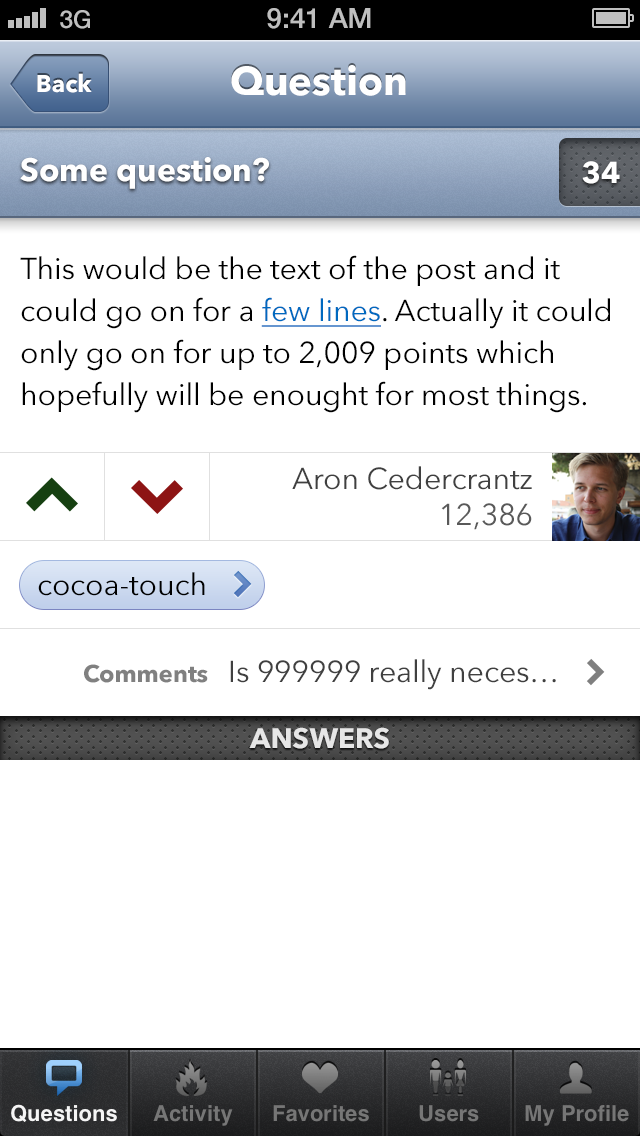 3G 9:41 AM
Back Question
Some question? 34
This would be the text of the post and it
could go on for a few lines. Actually it could
only go on for up to 2,009 points which
hopefully will be enought for most things.
Aron Cedercrantz
12,386
cocoa-touch
Comments Is 999999 really neces...
ANSWERS
Questions Activity Favorites Users My Profile